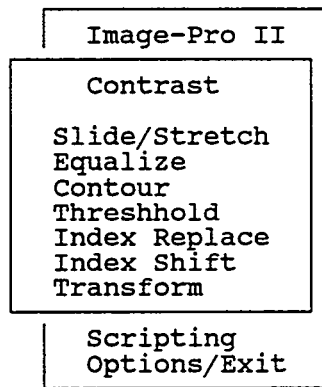 Image-Pro II
Contrast
Slide/Stretch
Equalize
Contour
Threshhold
Index Replace
Index Shift
Transform
Scripting
Options/Exit